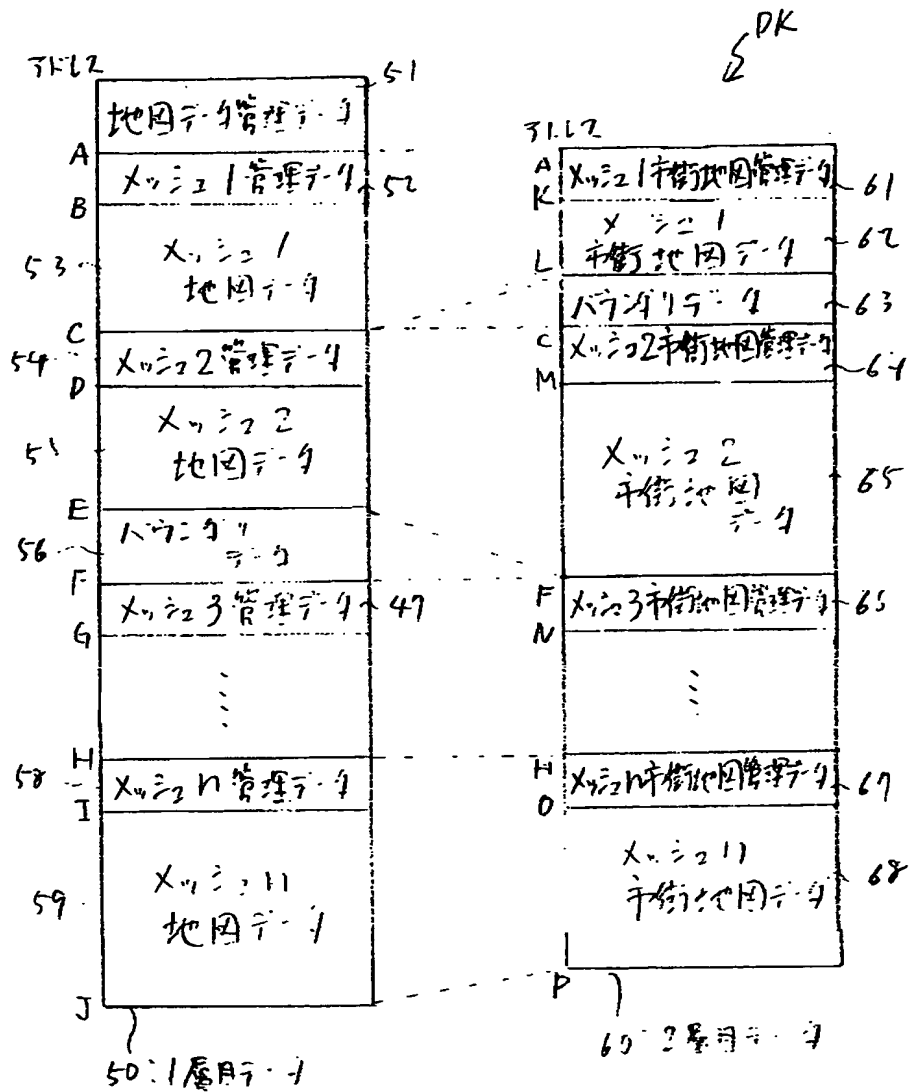 DK
アドレス
51
地図データ管理データ
A
メッシュ1管理データ
52
B
53
メッシュ1
地図データ
C
54
メッシュ2管理データ
D
55
メッシュ2
地図データ
E
56
バウンダリ
データ
F
メッシュ3管理データ
47
G
H
58
メッシュn管理データ
I
59
メッシュn
地図データ
J
50:1層目データ
アドレス
A
メッシュ1市街地図管理データ
61
K
メッシュ1
市街地図データ
62
L
バウンダリデータ
63
C
メッシュ2市街地図管理データ
64
M
メッシュ2
市街地図
データ
65
F
メッシュ3市街地図管理データ
66
N
H
メッシュn市街地図管理データ
67
O
メッシュn
市街地図データ
68
P
60:2層目データ